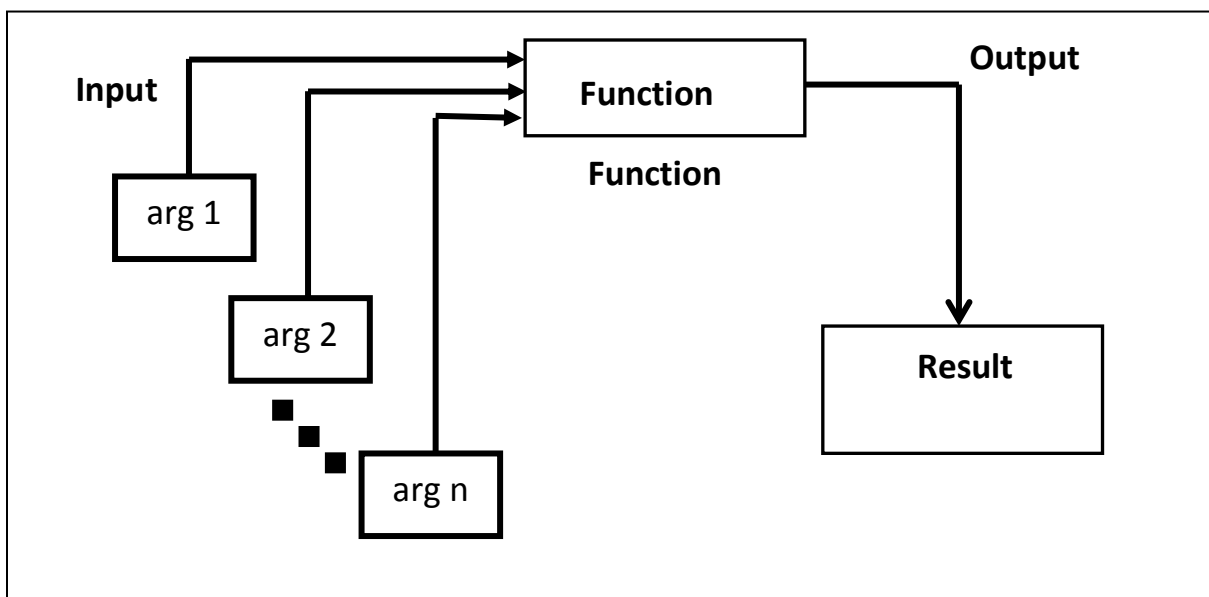 Input
Function
Output
Function
arg 1
arg 2
arg n
Result